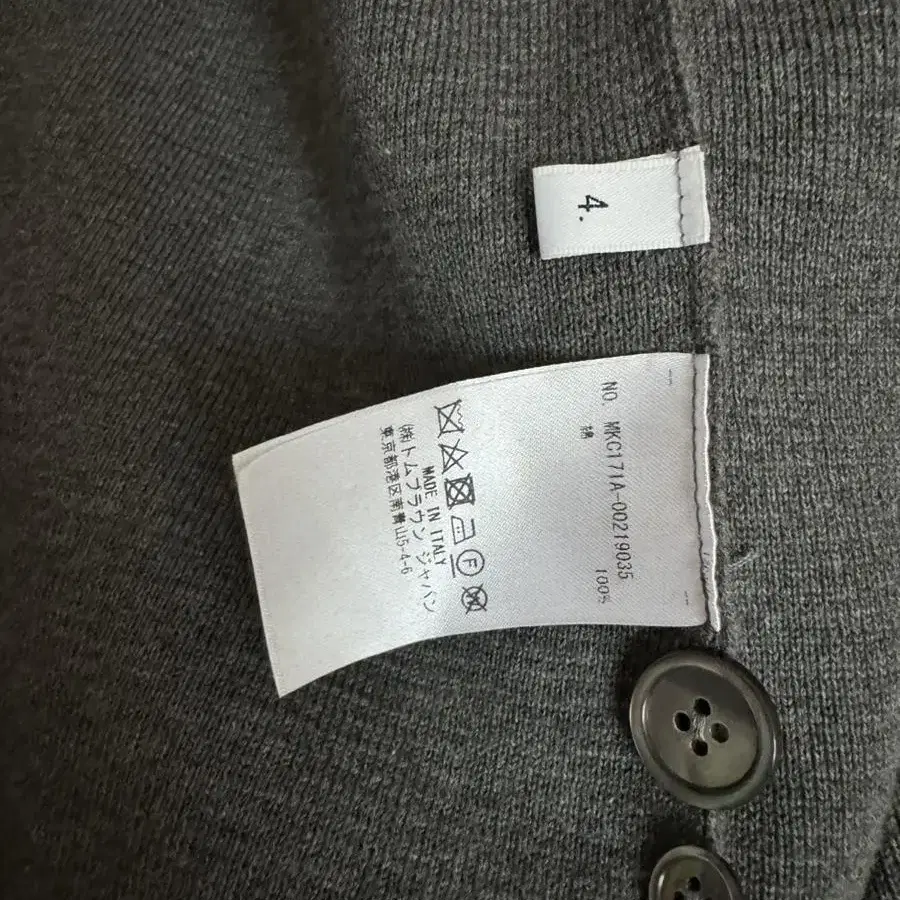 4.
NO. MKC171A-00219035
綿 100%
F
MADE IN ITALY
㈱トムブラウン ジャパン
東京都港区南青山5-4-6